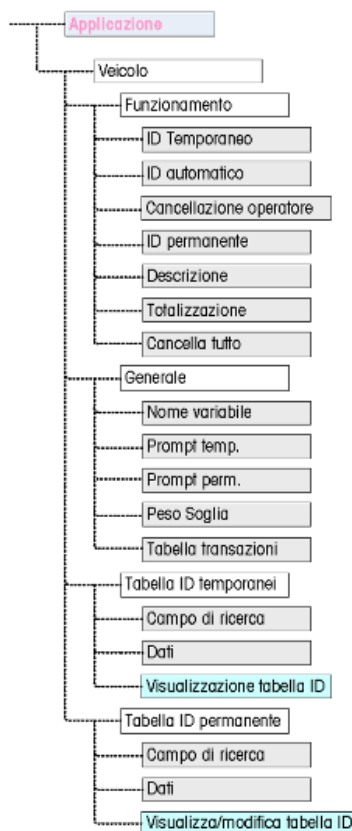 Applicazione
Veicolo
Funzionamento
ID Temporaneo
ID automatico
Cancellazione operatore
ID permanente
Descrizione
Totalizzazione
Cancella tutto
Generale
Nome variabile
Prompt temp.
Prompt perm.
Peso Soglia
Tabella transazioni
Tabella ID temporanei
Campo di ricerca
Dati
Visualizzazione tabella ID
Tabella ID permanente
Campo di ricerca
Dati
Visualizza/modifica tabella ID